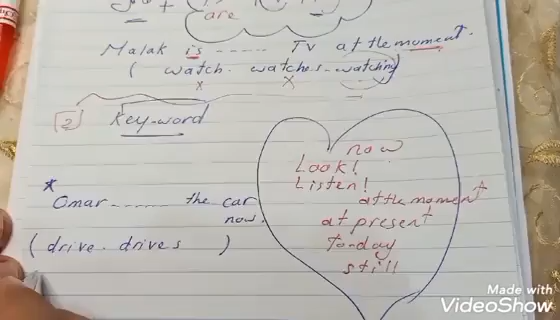 are
Malak is ------ TV at the moment.
( watch. watches. watching)
x x
2 Key-word
now
Look!
Listen!
at the moment
at present
to-day
still
* Omar ------- the car
now.
( drive. drives )
Made with
VideoShow